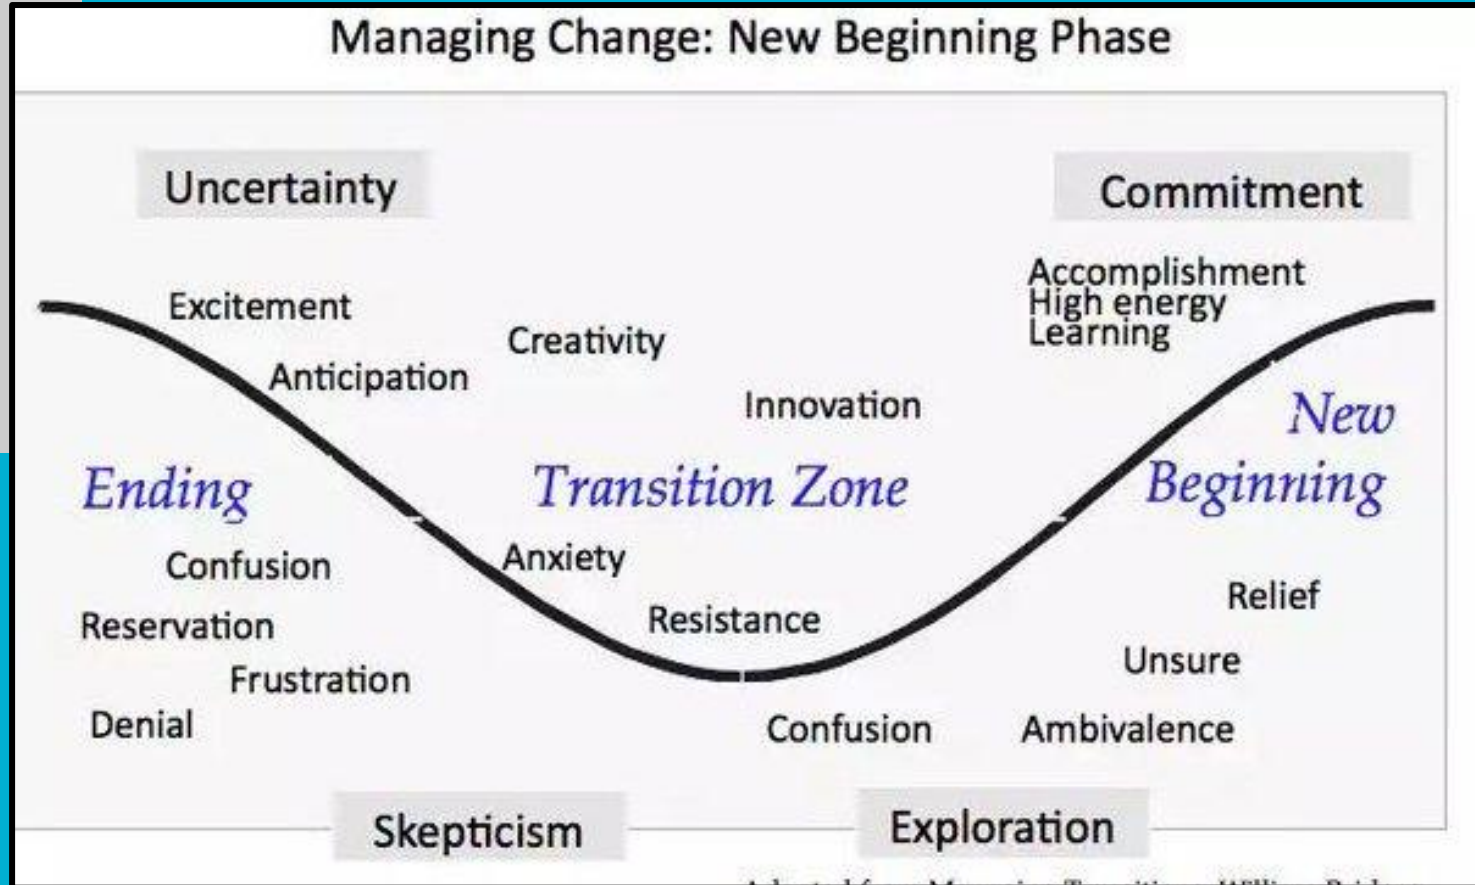 Managing Change: New Beginning Phase
Uncertainty
Commitment
Excitement
Accomplishment
High energy
Learning
Creativity
Anticipation
Innovation
New
Beginning
Ending
Transition Zone
Confusion
Anxiety
Relief
Reservation
Resistance
Unsure
Frustration
Denial
Confusion
Ambivalence
Skepticism
Exploration